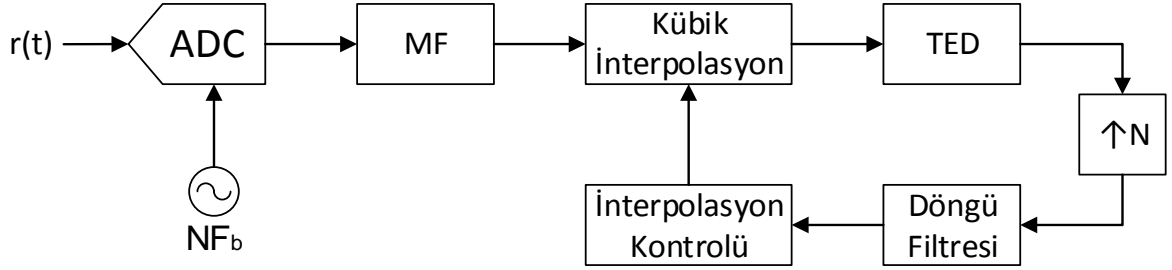 r(t)
ADC
MF
Kübik
İnterpolasyon
TED
↑N
NFb
İnterpolasyon
Kontrolü
Döngü
Filtresi